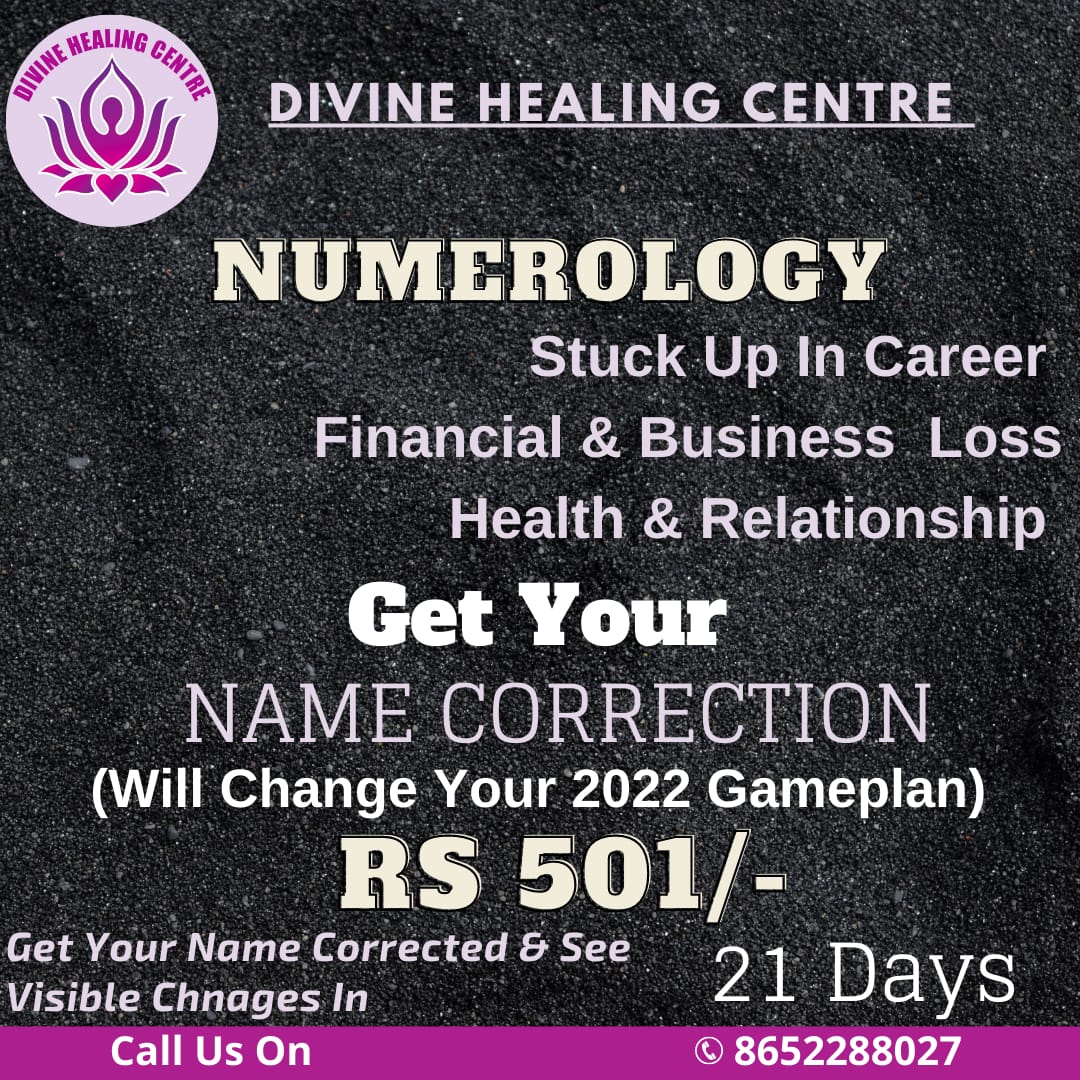 DIVINE HEALING CENTRE
DIVINE HEALING CENTRE
NUMEROLOGY
Stuck Up In Career
Financial & Business Loss
Health & Relationship
Get Your
NAME CORRECTION
(Will Change Your 2022 Gameplan)
RS 501/-
Get Your Name Corrected & See
Visible Chnages In
21 Days
Call Us On
8652288027